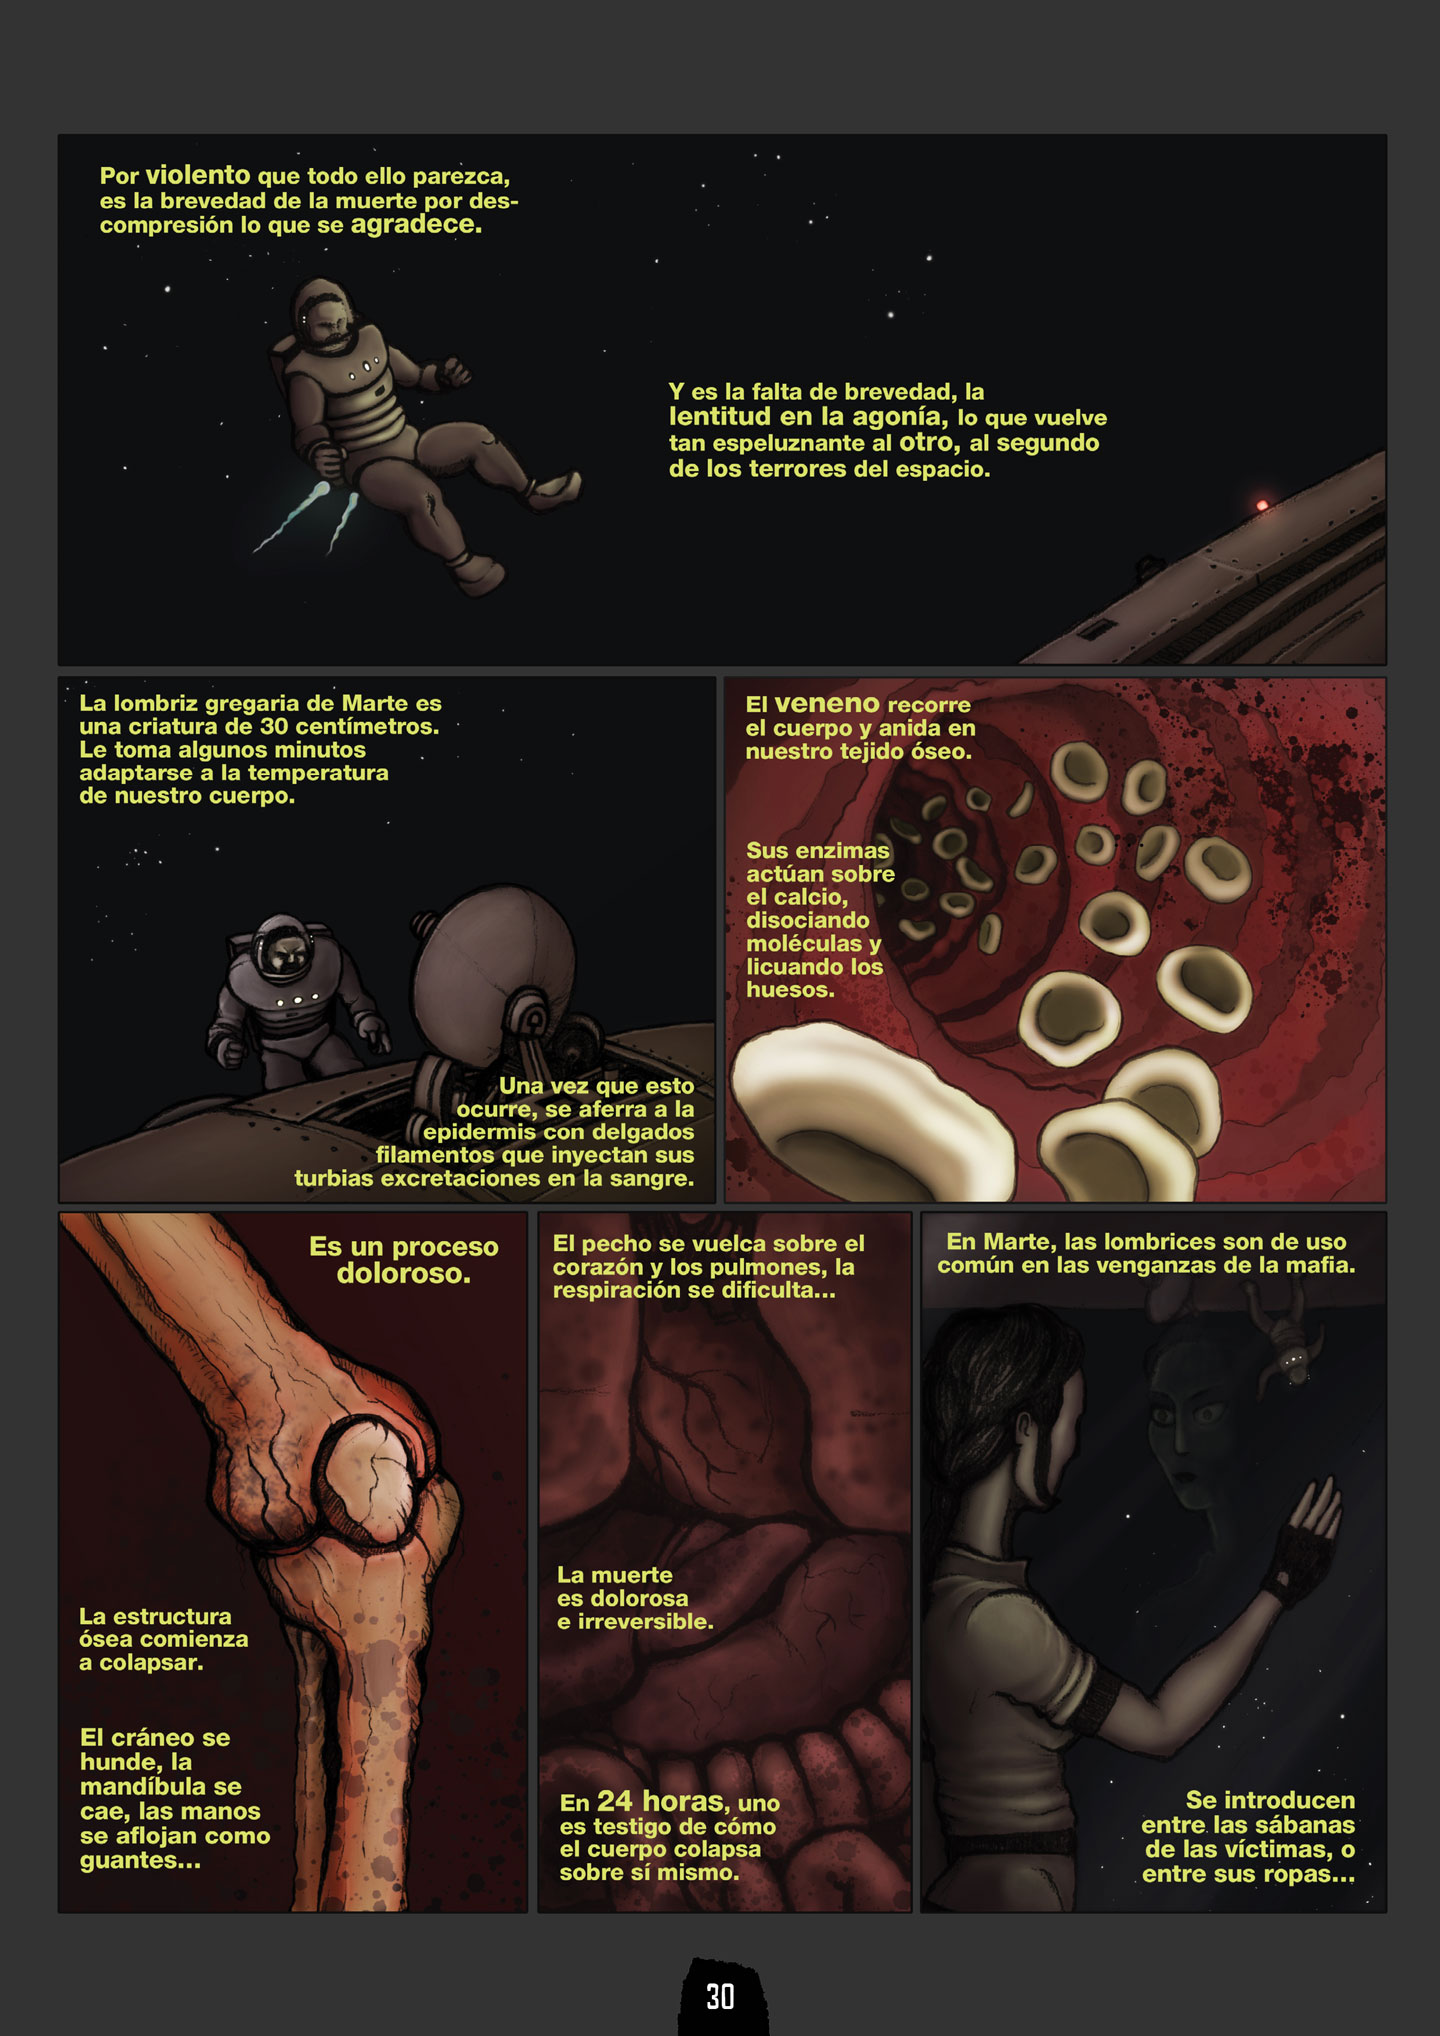 Por violento que todo ello parezca,
es la brevedad de la muerte por des-
compresión lo que se agradece.
Y es la falta de brevedad, la
lentitud en la agonía, lo que vuelve
tan espeluznante al otro, al segundo
de los terrores del espacio.
La lombriz gregaria de Marte es
una criatura de 30 centímetros.
Le toma algunos minutos
adaptarse a la temperatura
de nuestro cuerpo.
Una vez que esto
ocurre, se aferra a la
epidermis con delgados
filamentos que inyectan sus
turbias excretaciones en la sangre.
El veneno recorre
el cuerpo y anida en
nuestro tejido óseo.
Sus enzimas
actúan sobre
el calcio,
disociando
moléculas y
licuando los
huesos.
Es un proceso
doloroso.
La estructura
ósea comienza
a colapsar.
El cráneo se
hunde, la
mandíbula se
cae, las manos
se aflojan como
guantes...
El pecho se vuelca sobre el
corazón y los pulmones, la
respiración se dificulta...
La muerte
es dolorosa
e irreversible.
En 24 horas, uno
es testigo de cómo
el cuerpo colapsa
sobre sí mismo.
En Marte, las lombrices son de uso
común en las venganzas de la mafia.
Se introducen
entre las sábanas
de las víctimas, o
entre sus ropas...
30